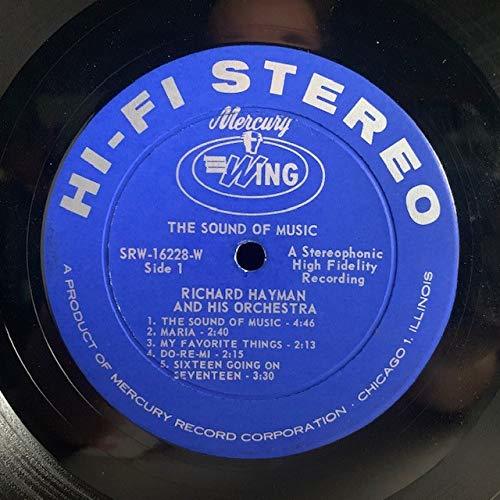 HI-FI STEREO
Mercury
WING
THE SOUND OF MUSIC
SRW-16228-W
Side 1
A Stereophonic
High Fidelity
Recording
RICHARD HAYMAN
AND HIS ORCHESTRA
1. THE SOUND OF MUSIC - 4:46
2. MARIA - 2:40
3. MY FAVORITE THINGS - 2:13
4. DO-RE-MI - 2:15
5. SIXTEEN GOING ON
SEVENTEEN - 3:30
A PRODUCT OF MERCURY RECORD CORPORATION - CHICAGO 1, ILLINOIS